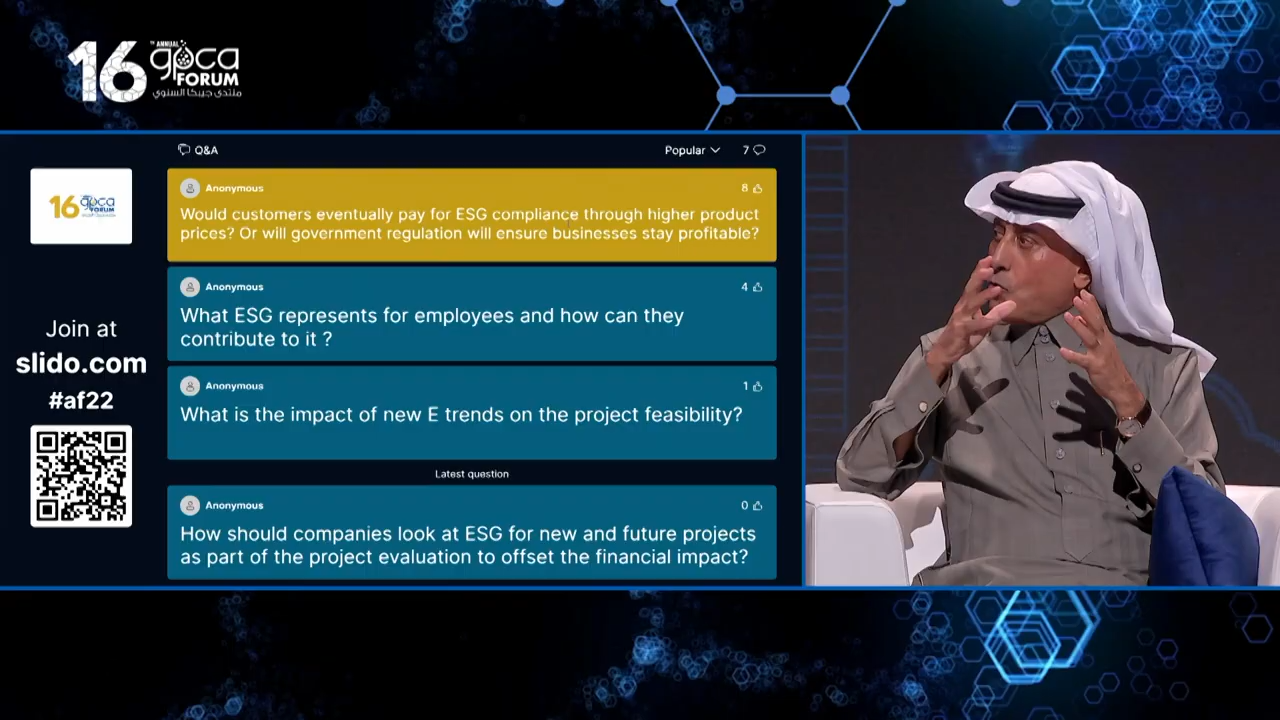 16
TH ANNUAL
gpca
FORUM
منتدى جيبكا السنوي
Q&A
Popular
7
16 gpca
FORUM
Anonymous
8
Would customers eventually pay for ESG compliance through higher product
prices? Or will government regulation will ensure businesses stay profitable?
Anonymous
4
What ESG represents for employees and how can they
contribute to it ?
Join at
slido.com
#af22
Anonymous
1
What is the impact of new E trends on the project feasibility?
Latest question
Anonymous
0
How should companies look at ESG for new and future projects
as part of the project evaluation to offset the financial impact?